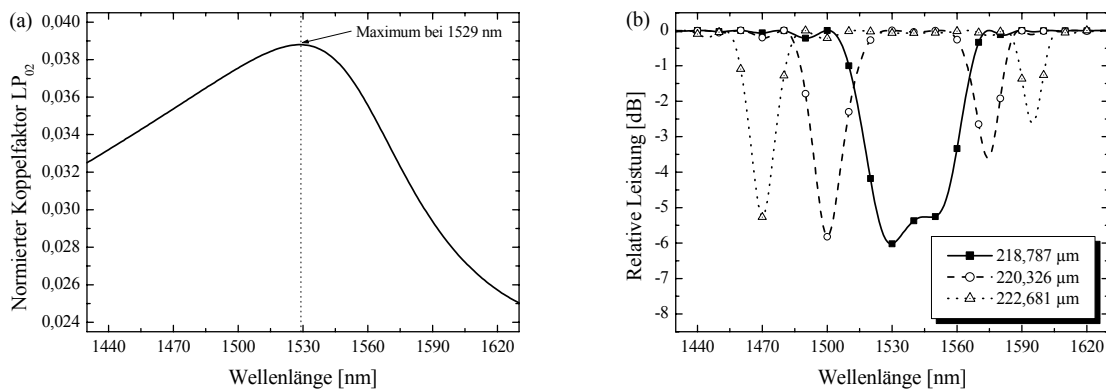 (a)
0,040
0,038
0,036
0,034
0,032
0,030
0,028
0,026
0,024
Normierter Koppelfaktor LP02
Maximum bei 1529 nm
1440 1470 1500 1530 1560 1590 1620
Wellenlänge [nm]
(b)
0
-1
-2
-3
-4
-5
-6
-7
-8
Relative Leistung [dB]
218,787 µm
220,326 µm
222,681 µm
1440 1470 1500 1530 1560 1590 1620
Wellenlänge [nm]